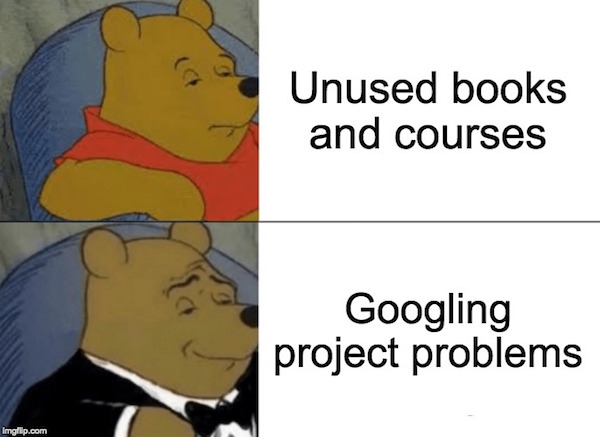 Unused books
and courses
Googling
project problems
imgflip.com